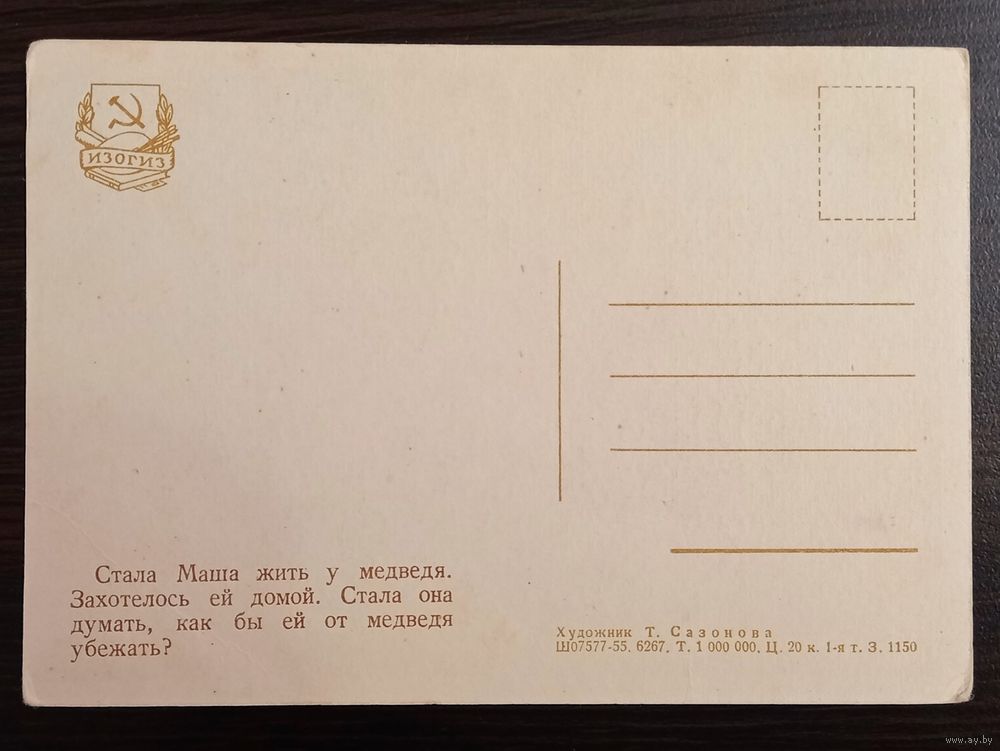 ИЗОГИЗ
Стала Маша жить у медведя.
Захотелось ей домой. Стала она
думать, как бы ей от медведя
убежать?
Художник Т. Сазонова
Ш07577-55. 6267. Т. 1 000 000. Ц. 20 к. 1-я т. З. 1150
www.ay.by